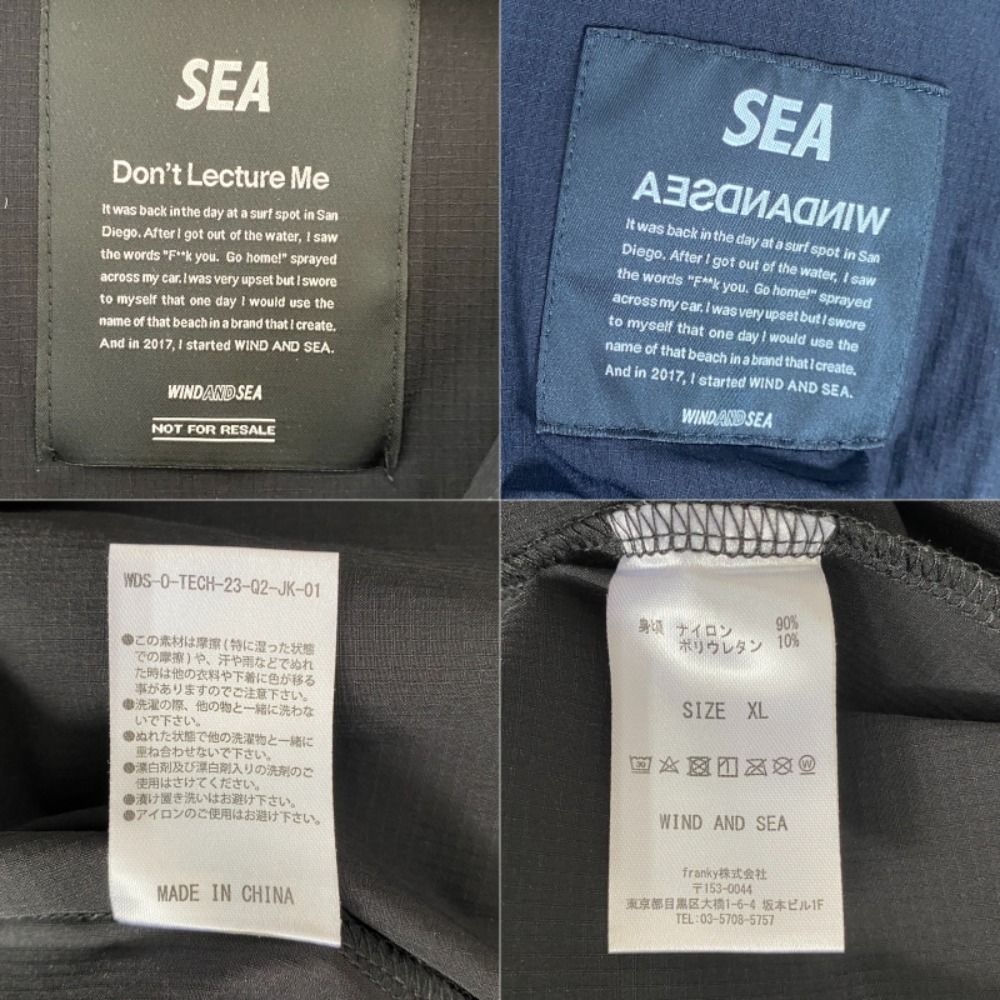 SEA
Don't Lecture Me
It was back in the day at a surf spot in San
Diego. After I got out of the water, I saw
the words "F**k you. Go home!" sprayed
across my car. I was very upset but I swore
to myself that one day I would use the
name of that beach in a brand that I create.
And in 2017, I started WIND AND SEA.
WINDANDSEA
NOT FOR RESALE
SEA
WINDANDSEA
It was back in the day at a surf spot in San
Diego. After I got out of the water, I saw
the words "F**k you. Go home!" sprayed
across my car. I was very upset but I swore
to myself that one day I would use the
name of that beach in a brand that I create.
And in 2017, I started WIND AND SEA.
WINDANDSEA
WDS-O-TECH-23-Q2-JK-01
●この素材は摩擦(特に湿った状態
での摩擦)や、汗や雨などでぬれ
た時は他の衣料や下着に色が移る
事がありますのでご注意下さい。
●洗濯の際、他の物と一緒に洗わな
いで下さい。
●ぬれた状態で他の洗濯物と一緒に
重ね合わせないで下さい。
●漂白剤及び漂白剤入りの洗剤のご
使用はさけてください。
●漬け置き洗いはお避け下さい。
●アイロンのご使用はお避け下さい。
MADE IN CHINA
身頃 ナイロン 90%
ポリウレタン 10%
SIZE XL
30 W
WIND AND SEA
franky株式会社
〒153-0044
東京都目黒区大橋1-6-4 坂本ビル1F
TEL:03-5708-5757